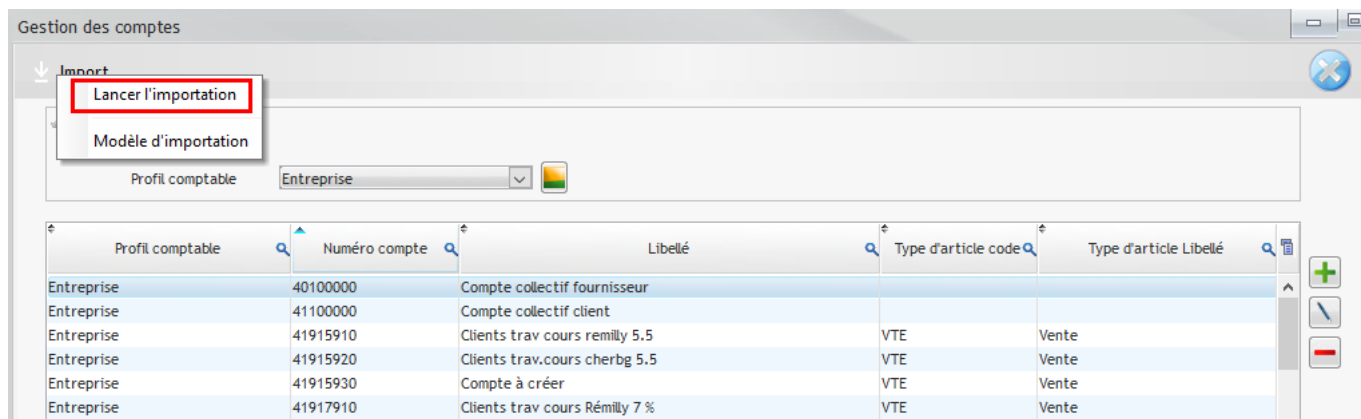 Gestion des comptes
Import
Lancer l'importation
Modèle d'importation
Profil comptable Entreprise
Profil comptable Numéro compte Libellé Type d'article code Type d'article Libellé
Entreprise 40100000 Compte collectif fournisseur
Entreprise 41100000 Compte collectif client
Entreprise 41915910 Clients trav cours remilly 5.5 VTE Vente
Entreprise 41915920 Clients trav.cours cherbg 5.5 VTE Vente
Entreprise 41915930 Compte à créer VTE Vente
Entreprise 41917910 Clients trav cours Rémilly 7 % VTE Vente